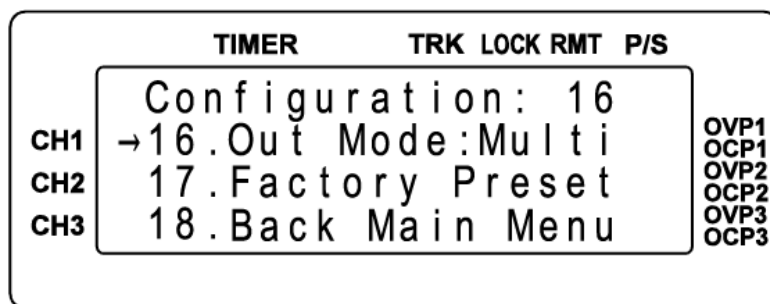 TIMER TRK LOCK RMT P/S
Configuration: 16
CH1 →16.Out Mode:Multi OVP1 OCP1
CH2 17.Factory Preset OVP2 OCP2
CH3 18.Back Main Menu OVP3 OCP3